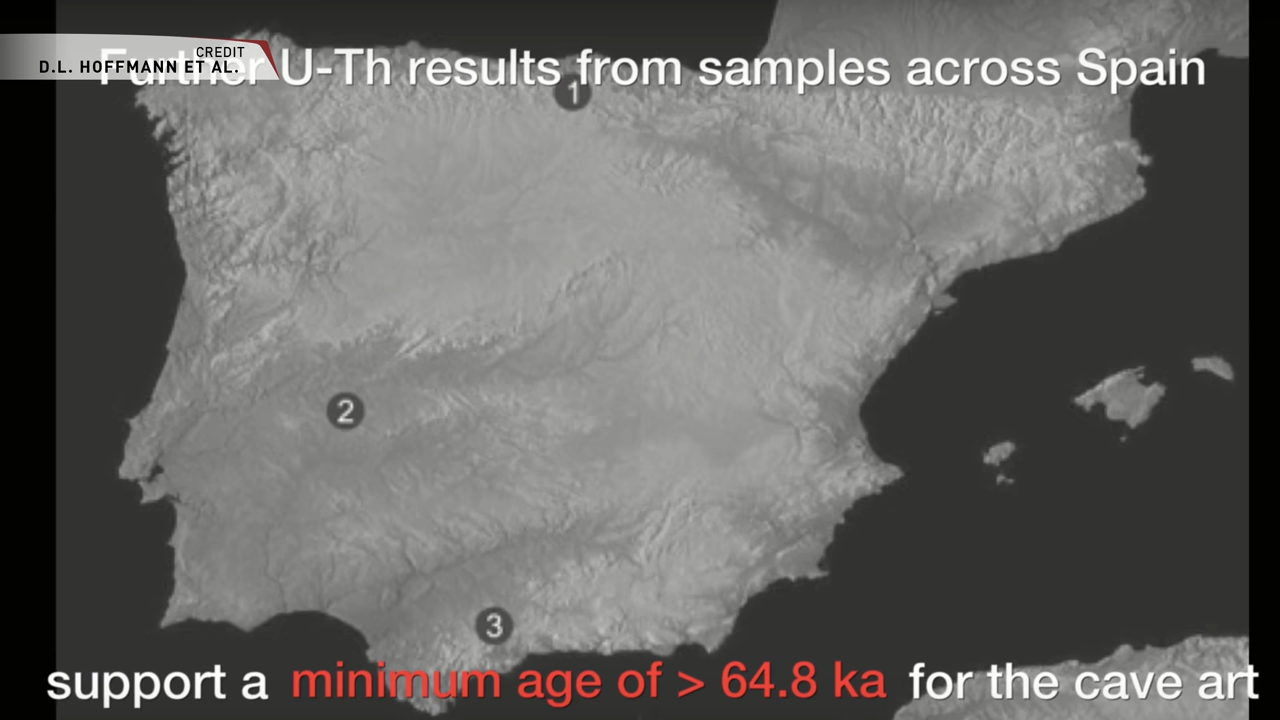 CREDIT
D.L. HOFFMANN ET AL.
Further U-Th results from samples across Spain
1
2
3
support a minimum age of > 64.8 ka for the cave art